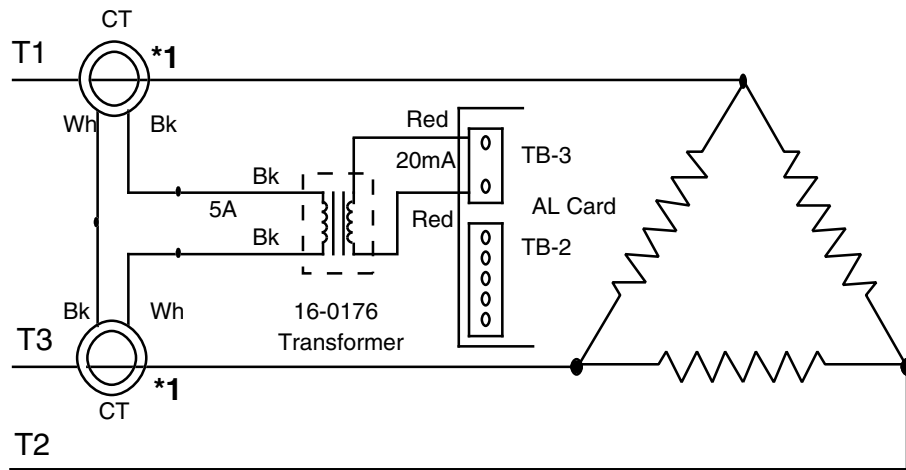 CT
T1
*1
Wh
Bk
Red
Bk
20mA
TB-3
5A
AL Card
Red
Bk
TB-2
Bk
Wh
16-0176
Transformer
T3
*1
CT
T2